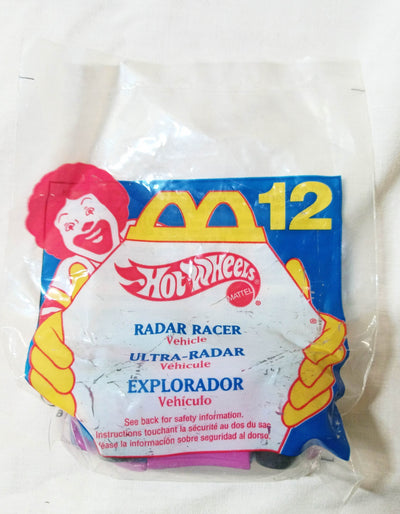 12
HOT WHEELS
MATTEL
®
®
RADAR RACER
Vehicle
ULTRA-RADAR
Véhicule
EXPLORADOR
Vehículo
See back for safety information.
Instructions touchant la sécurité au dos du sac
éase la información sobre seguridad al dorso.